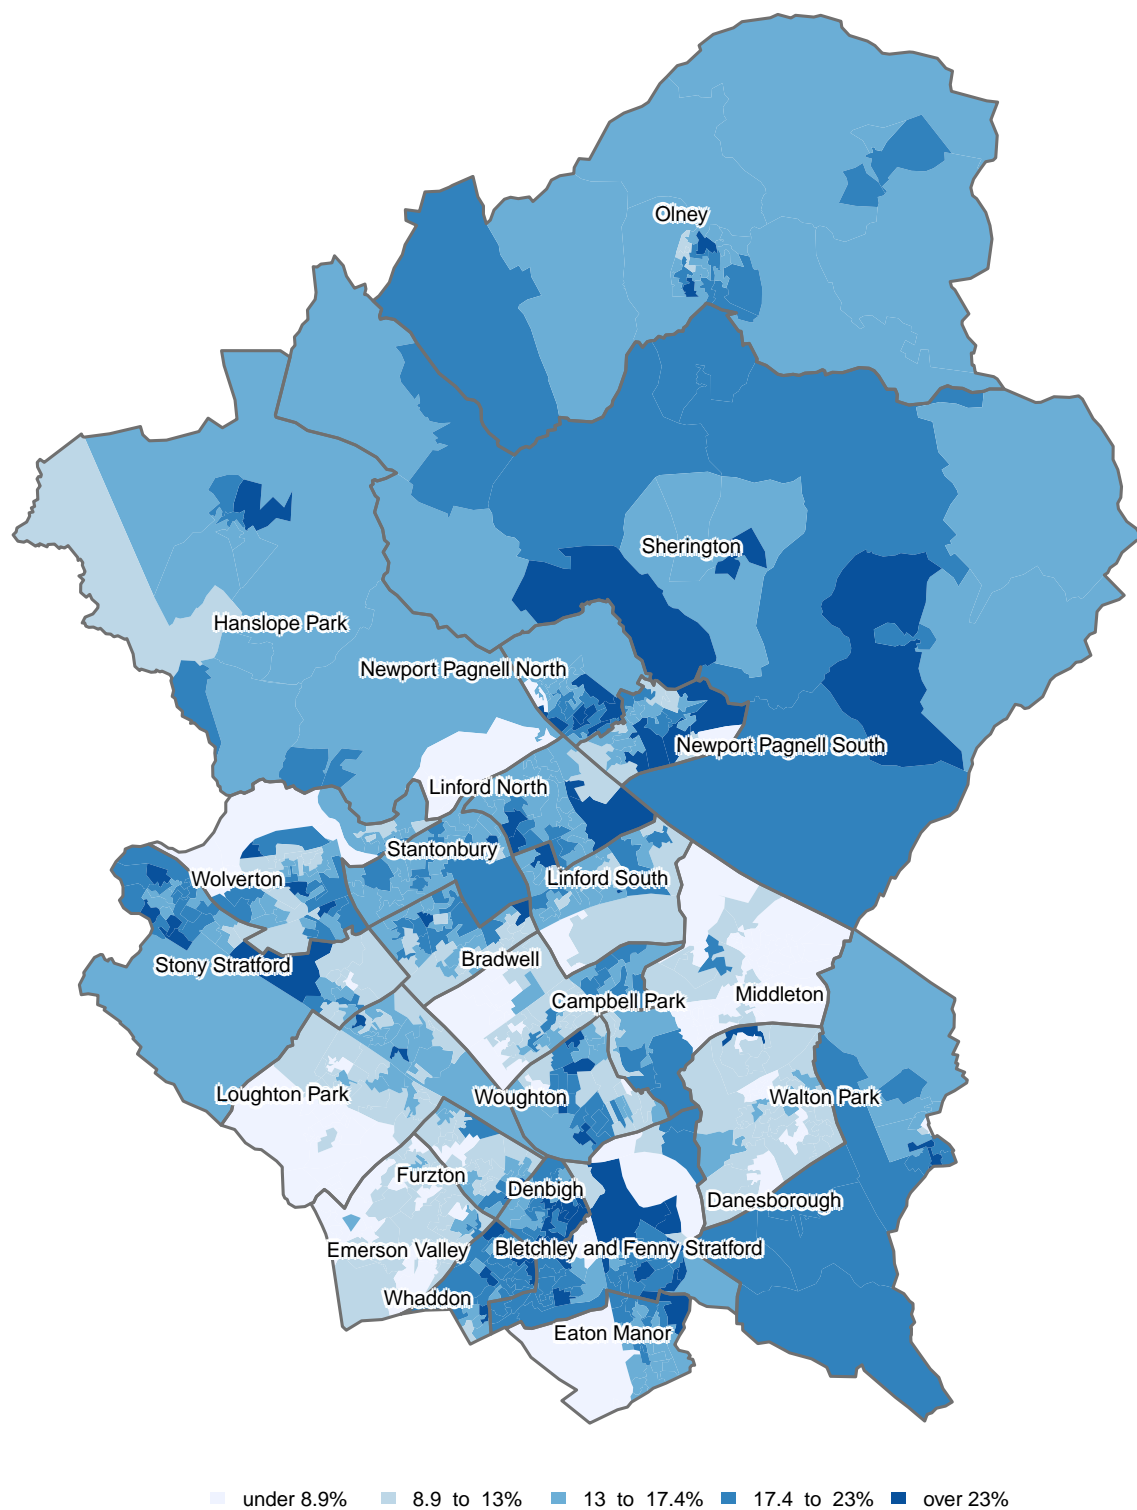 Olney
Sherington
Hanslope Park
Newport Pagnell North
Newport Pagnell South
Linford North
Stantonbury
Linford South
Wolverton
Bradwell
Stony Stratford
Middleton
Campbell Park
Loughton Park
Woughton
Walton Park
Furzton
Denbigh
Danesborough
Emerson Valley
Bletchley and Fenny Stratford
Whaddon
Eaton Manor
under 8.9% 8.9 to 13% 13 to 17.4% 17.4 to 23% over 23%